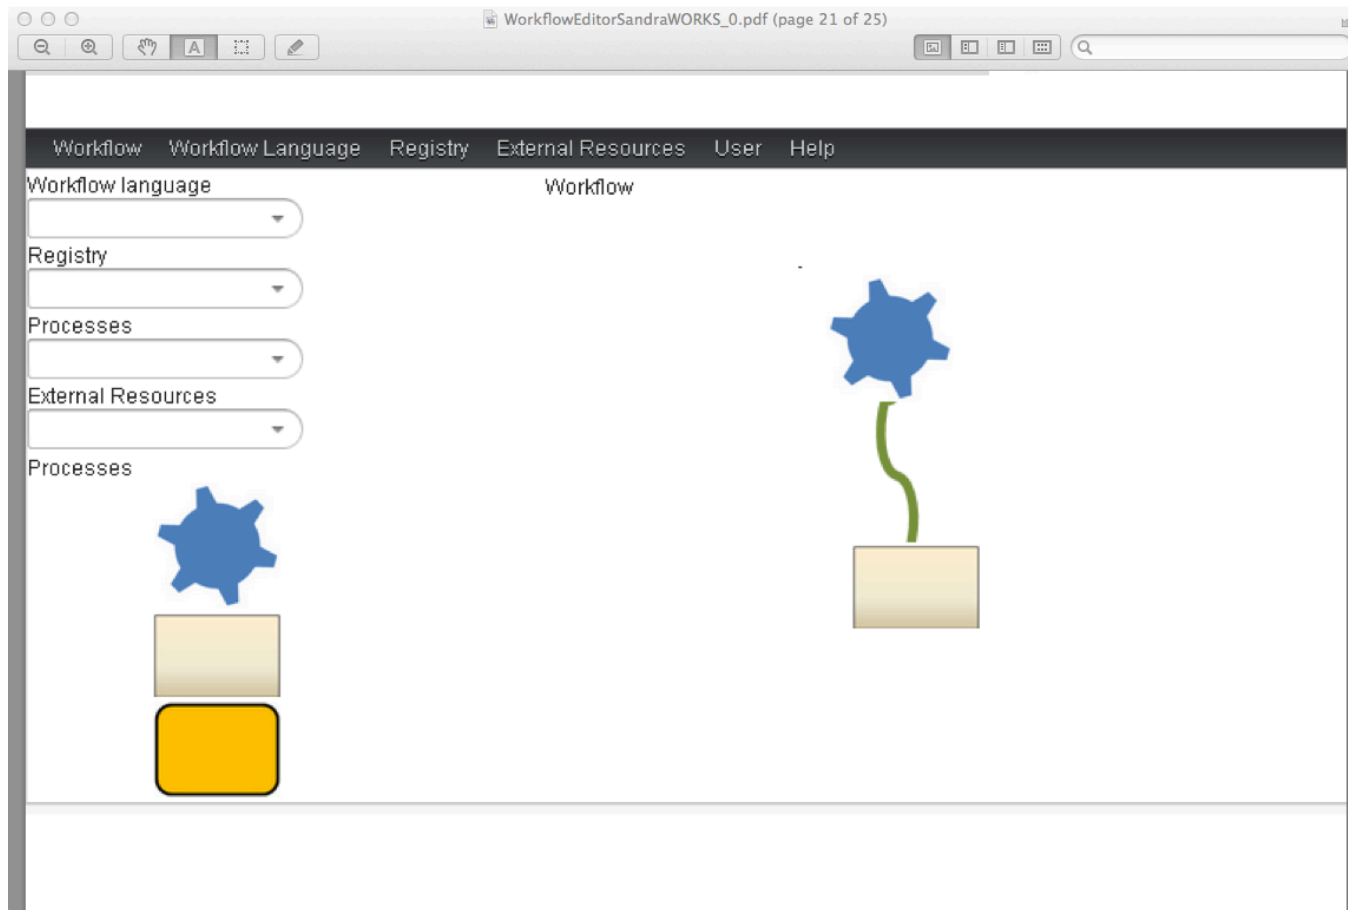 WorkflowEditorSandraWORKS_0.pdf (page 21 of 25)
A
Workflow Workflow Language Registry External Resources User Help
Workflow language
Workflow
Registry
Processes
External Resources
Processes